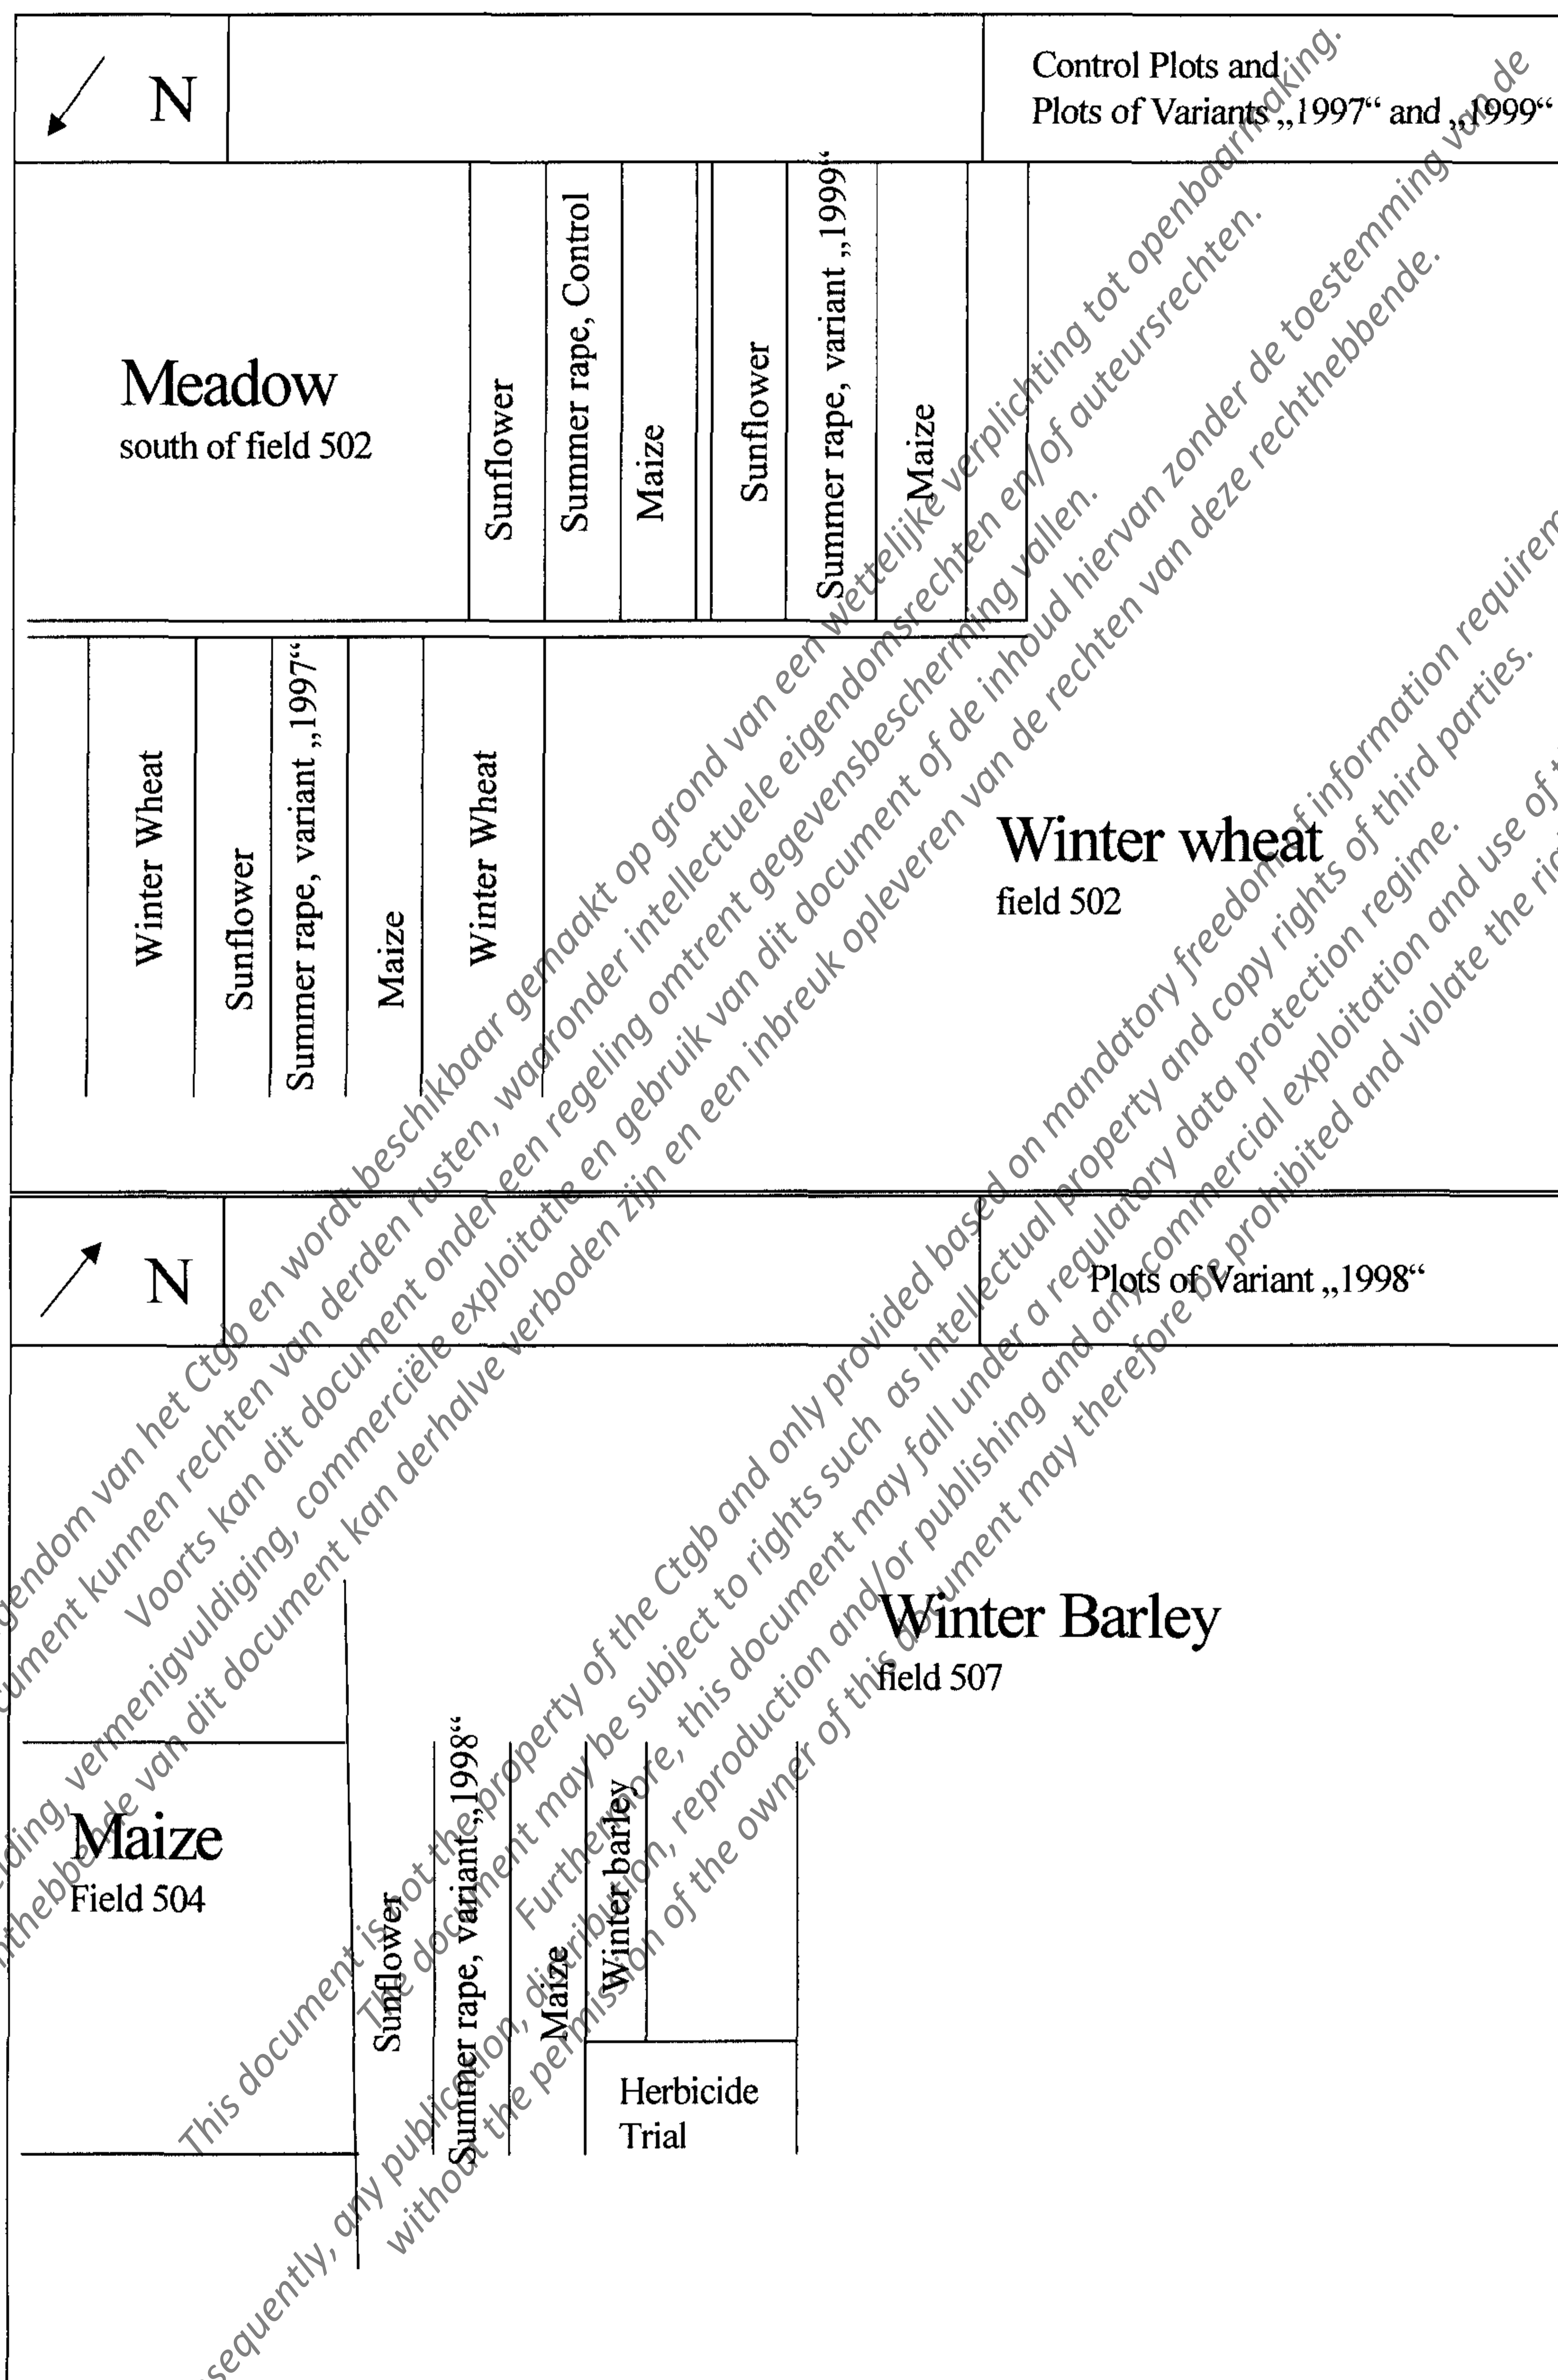 N
Control Plots and
Plots of Variants „1997“ and „1999“
Meadow
south of field 502
Sunflower
Summer rape, Control
Maize
Sunflower
Summer rape, variant „1999“
Maize
Winter Wheat
Sunflower
Summer rape, variant „1997“
Maize
Winter Wheat
Winter wheat
field 502
N
Plots of Variant „1998“
Winter Barley
field 507
Maize
Field 504
Sunflower
Summer rape, variant „1998“
Maize
Winter barley
Herbicide
Trial
van het Ctgb en wordt beschikbaar gemaakt op grond van een wettelijke verplichting tot openbaarmaking.
kunnen rechten van derden rusten, waaronder intellectuele eigendomsrechten en/of auteursrechten.
Voorts kan dit document onder een regeling omtrent gegevensbescherming vallen.
vermenigvuldiging, commerciële exploitatie en gebruik van dit document of de inhoud hiervan zonder de toestemming van de
van dit document kan derhalve verboden zijn en een inbreuk opleveren van de rechten van deze rechthebbende.
This document is not the property of the Ctgb and only provided based on mandatory freedom of information
The document may be subject to rights such as intellectual property and copy rights of third parties.
Furthermore, this document may fall under a regulatory data protection regime.
any publication, distribution, reproduction and/or publishing and any commercial exploitation and use of
without the permission of the owner of this document may therefore be prohibited and violate the